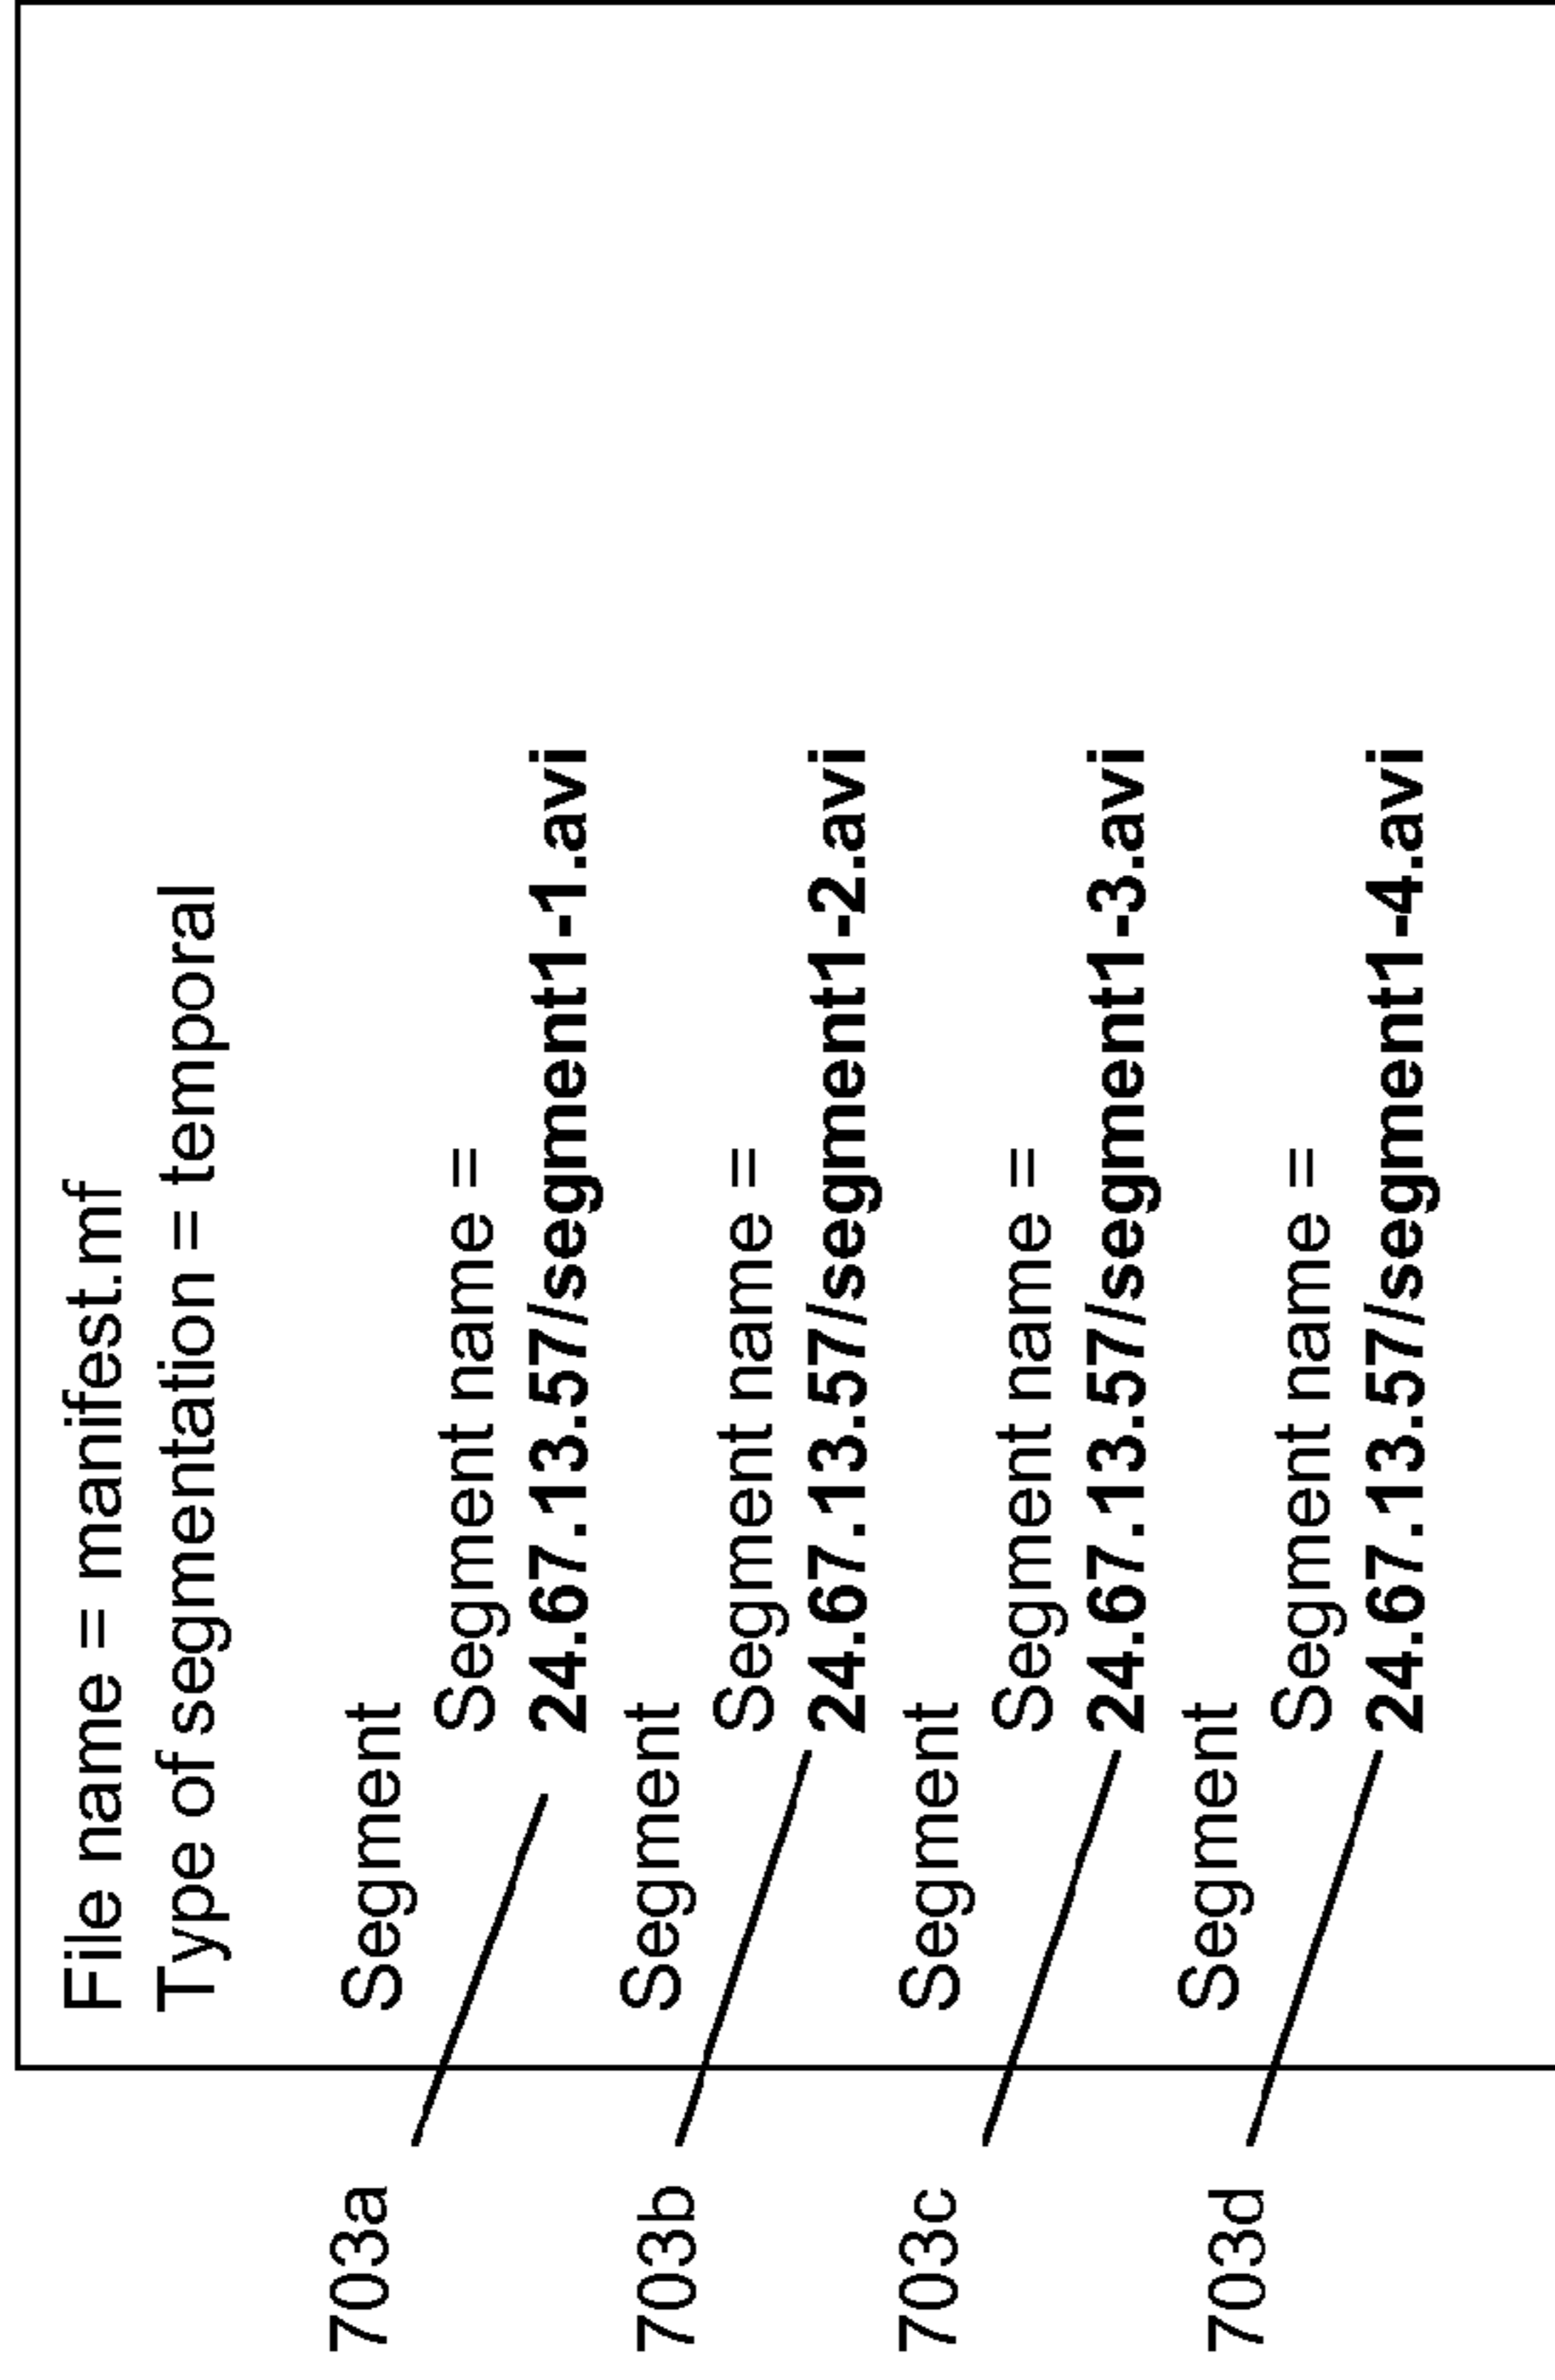 File name = manifest.mf
Type of segmentation = temporal
Segment
Segment name =
703a
24.67.13.57/segment1-1.avi
Segment
Segment name =
703b
24.67.13.57/segment1-2.avi
Segment
Segment name =
703c
24.67.13.57/segment1-3.avi
Segment
Segment name =
703d
24.67.13.57/segment1-4.avi